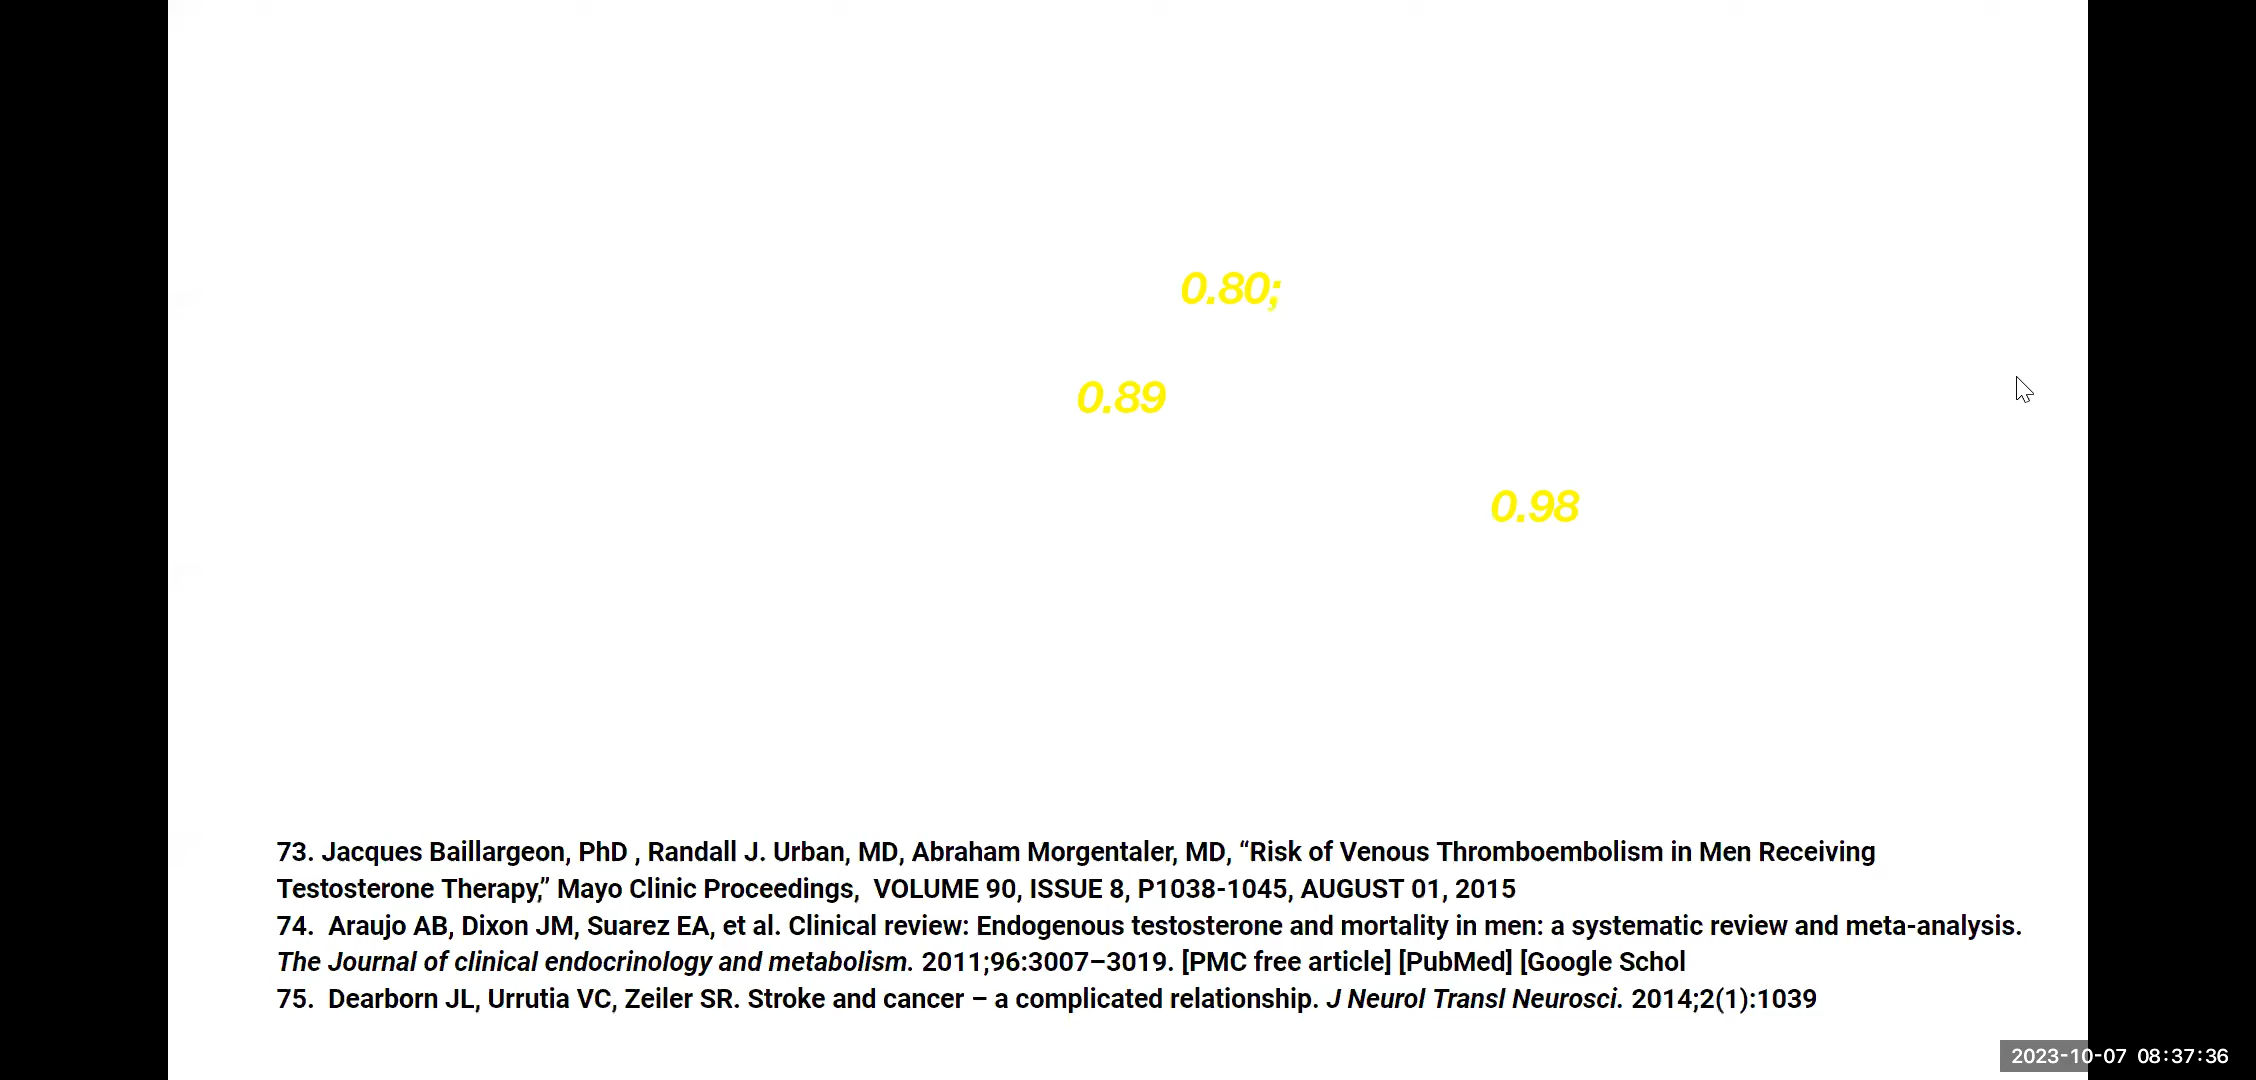 0.80;
0.89
0.98
73. Jacques Baillargeon, PhD , Randall J. Urban, MD, Abraham Morgentaler, MD, “Risk of Venous Thromboembolism in Men Receiving
Testosterone Therapy,” Mayo Clinic Proceedings,  VOLUME 90, ISSUE 8, P1038-1045, AUGUST 01, 2015
74.  Araujo AB, Dixon JM, Suarez EA, et al. Clinical review: Endogenous testosterone and mortality in men: a systematic review and meta-analysis.
The Journal of clinical endocrinology and metabolism. 2011;96:3007–3019. [PMC free article] [PubMed] [Google Schol
75.  Dearborn JL, Urrutia VC, Zeiler SR. Stroke and cancer – a complicated relationship. J Neurol Transl Neurosci. 2014;2(1):1039
2023-10-07 08:37:36